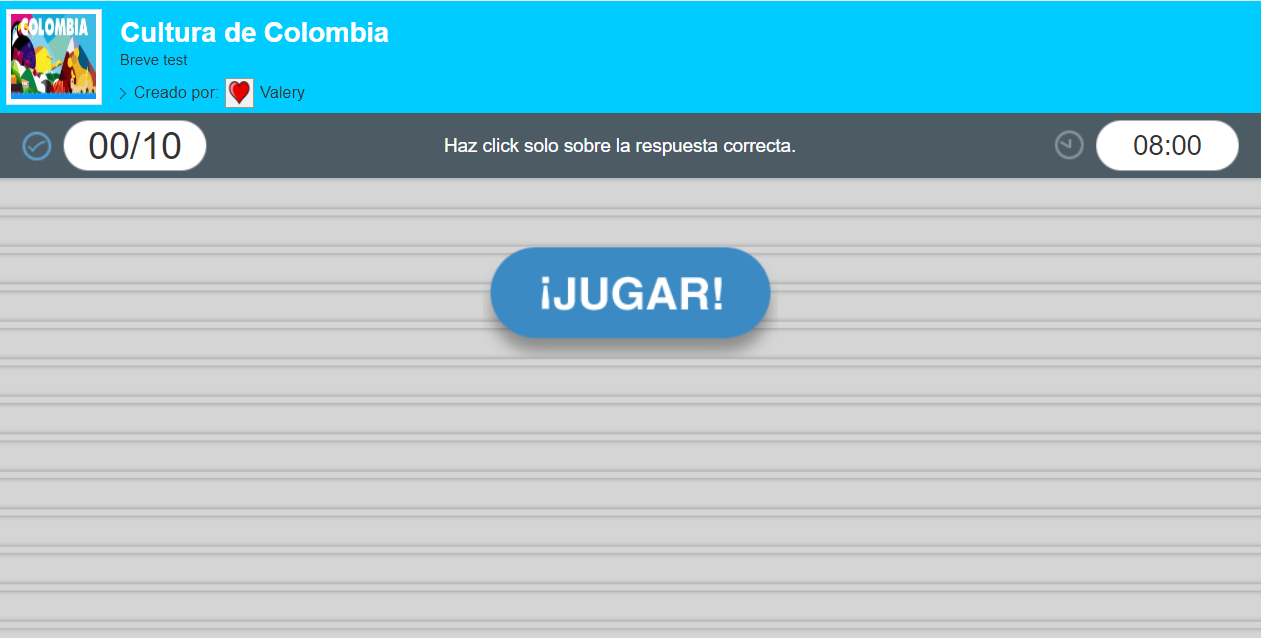 COLOMBIA
Cultura de Colombia
Breve test
Creado por: Valery
00/10
Haz click solo sobre la respuesta correcta.
08:00
¡JUGAR!